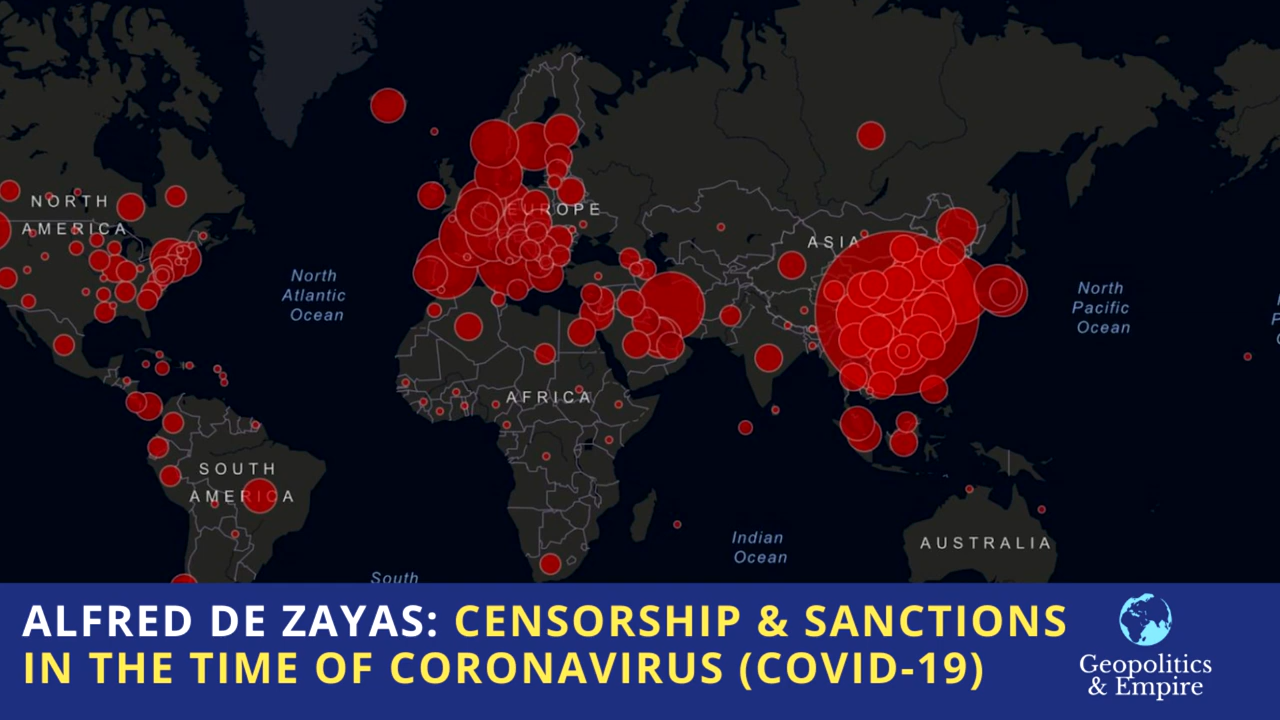 NORTH
AMERICA
EUROPE
ASIA
North
Atlantic
Ocean
North
Pacific
Ocean
AFRICA
SOUTH
AMERICA
Indian
Ocean
AUSTRALIA
South
ALFRED DE ZAYAS: CENSORSHIP & SANCTIONS
IN THE TIME OF CORONAVIRUS (COVID-19)
Geopolitics
& Empire